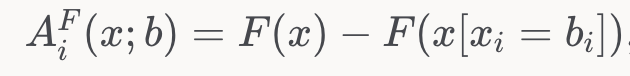 A_i^F(x; b) = F(x) − F(x[x_i = b_i]),